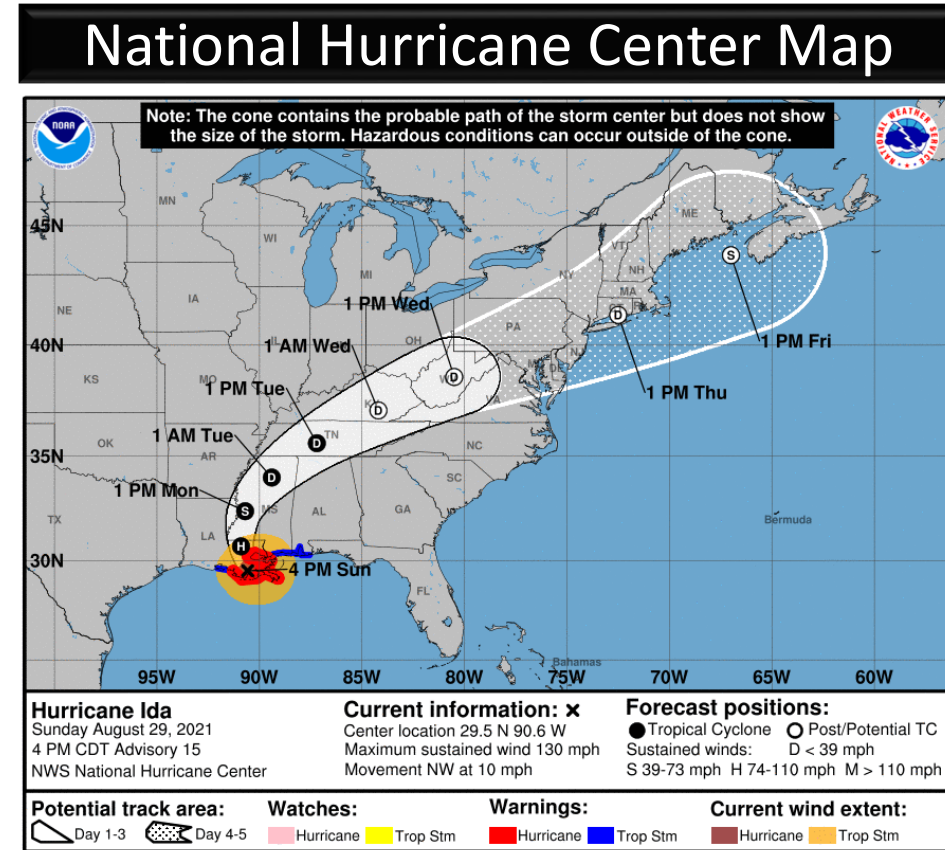 National Hurricane Center Map
Note: The cone contains the probable path of the storm center but does not show
the size of the storm. Hazardous conditions can occur outside of the cone.
NOAA
NATIONAL WEATHER SERVICE
MN
ME
45N
WI
VT
MI
NH
NY
MA
NE
IA
1 PM Wed
S
D
PA
1 PM Fri
40N
1 AM Wed
OH
DE
KS
MO
1 PM Tue
D
D
VA
1 PM Thu
1 AM Tue
D
TN
NC
OK
35N
AR
D
SC
1 PM Mon
S
MS
AL
GA
TX
Bermuda
LA
H
30N
4 PM Sun
FL
Bahamas
95W 90W 85W 80W 75W 70W 65W 60W
Hurricane Ida
Sunday August 29, 2021
4 PM CDT Advisory 15
NWS National Hurricane Center
Current information: x
Center location 29.5 N 90.6 W
Maximum sustained wind 130 mph
Movement NW at 10 mph
Forecast positions:
Tropical Cyclone Post/Potential TC
Sustained winds: D < 39 mph
S 39-73 mph H 74-110 mph M > 110 mph
Potential track area:
Day 1-3 Day 4-5
Watches:
Hurricane Trop Stm
Warnings:
Hurricane Trop Stm
Current wind extent:
Hurricane Trop Stm